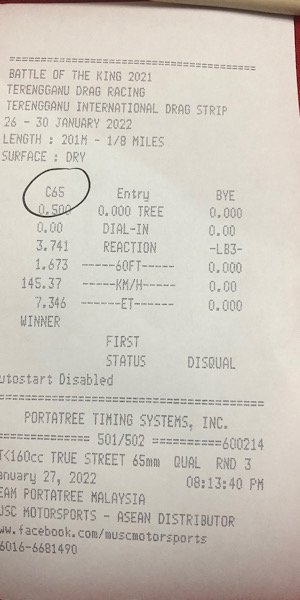 ========================================
BATTLE OF THE KING 2021
TERENGGANU DRAG RACING
TERENGGANU INTERNATIONAL DRAG STRIP
26 - 30 JANUARY 2022
LENGTH : 201M - 1/8 MILES
SURFACE : DRY
C65 Entry BYE
0.500 0.000 TREE 0.000
0.00 DIAL-IN 0.00
3.741 REACTION -LB3-
1.673 -----60FT----- 0.000
145.37 -----KM/H----- 0.00
7.346 ------ET------ 0.000
WINNER
FIRST
STATUS DISQUAL
utostart Disabled
========================================
PORTATREE TIMING SYSTEMS, INC.
============ 501/502 ==========600214
T<160cc TRUE STREET 65mm QUAL RND 3
anuary 27, 2022 08:13:40 PM
EAM PORTATREE MALAYSIA
USC MOTORSPORTS - ASEAN DISTRIBUTOR
ww.facebook.com/muscmotorsports
6016-6681490